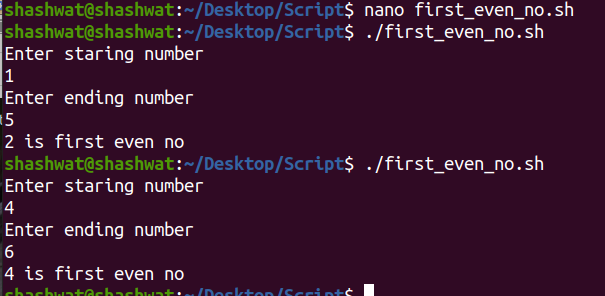 shashwat@shashwat:~/Desktop/Script$ nano first_even_no.sh
shashwat@shashwat:~/Desktop/Script$ ./first_even_no.sh
Enter staring number
1
Enter ending number
5
2 is first even no
shashwat@shashwat:~/Desktop/Script$ ./first_even_no.sh
Enter staring number
4
Enter ending number
6
4 is first even no
shashwat@shashwat:~/Desktop/Script$